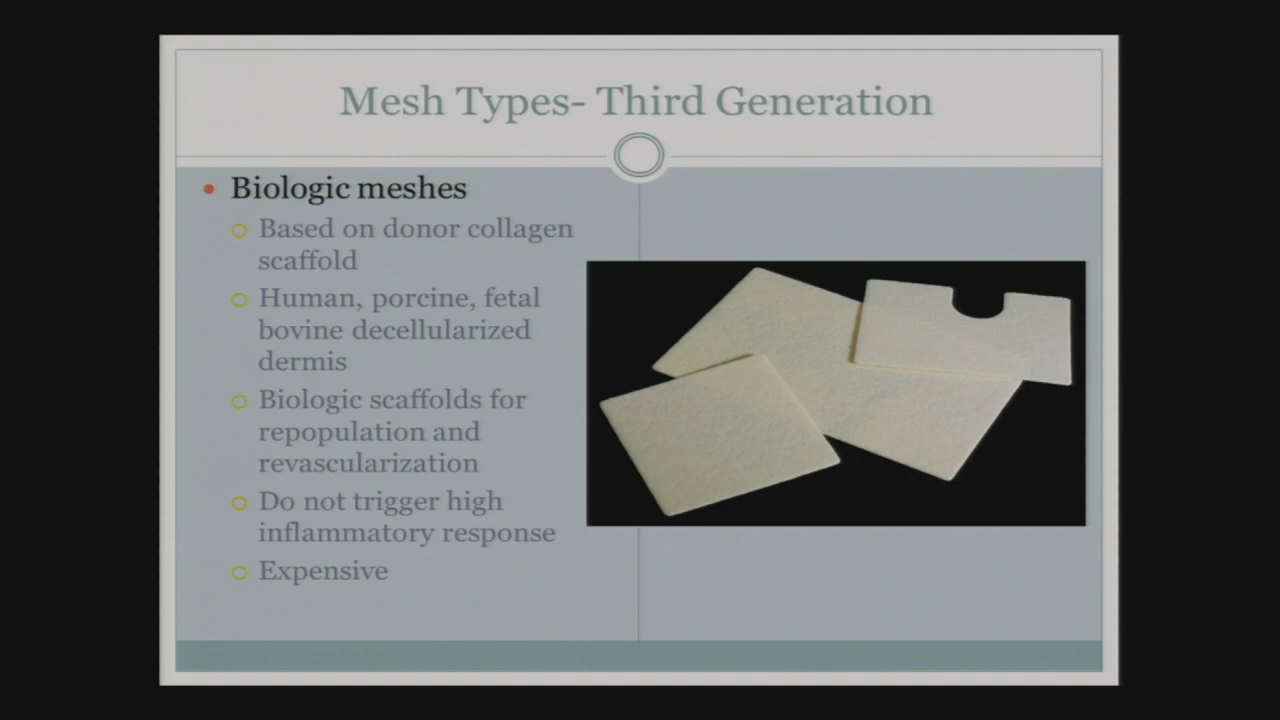 Mesh Types- Third Generation
Biologic meshes
Based on donor collagen
scaffold
Human, porcine, fetal
bovine decellularized
dermis
Biologic scaffolds for
repopulation and
revascularization
Do not trigger high
inflammatory response
Expensive